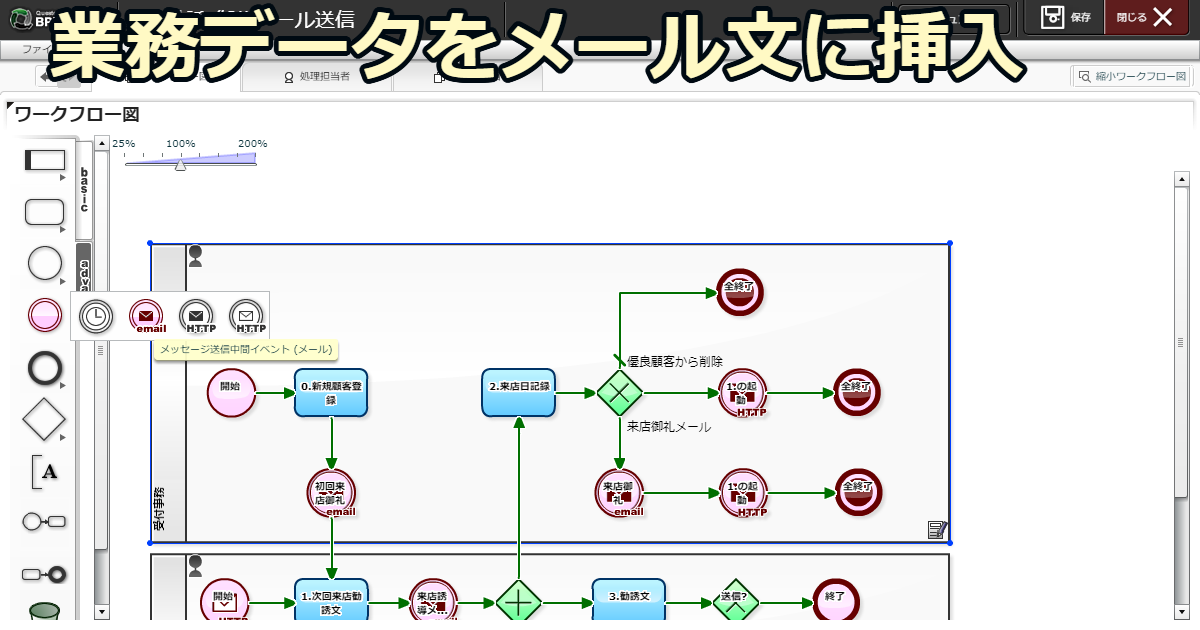 業務データをメール文に挿入
ール送信
保存
閉じる
ファイ
処理担当者
縮小ワークフロー図
ワークフロー図
25%
100%
200%
basic
adva
email
HTTP
HTTP
メッセージ送信中間イベント (メール)
受付事務
全終了
優良顧客から削除
開始
0.新規顧客登
録
2.来店日記録
1.の起
動
HTTP
全終了
来店御礼メール
初回来
店御礼
email
来店御
礼
email
1.の起
動
HTTP
全終了
A
開始
HTTP
1.次回来店勧
誘文
来店誘
導メ...
3.勧誘文
送信?
終了